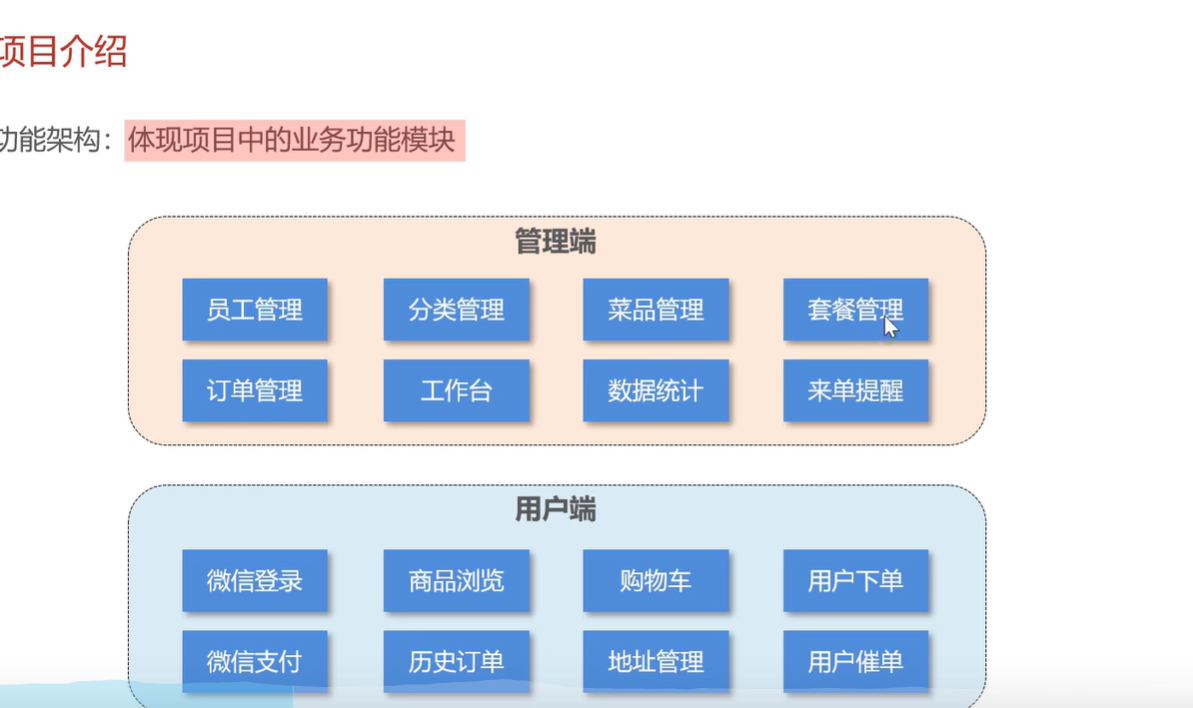 项目介绍
功能架构：体现项目中的业务功能模块
管理端
员工管理 分类管理 菜品管理 套餐管理
订单管理 工作台 数据统计 来单提醒
用户端
微信登录 商品浏览 购物车 用户下单
微信支付 历史订单 地址管理 用户催单